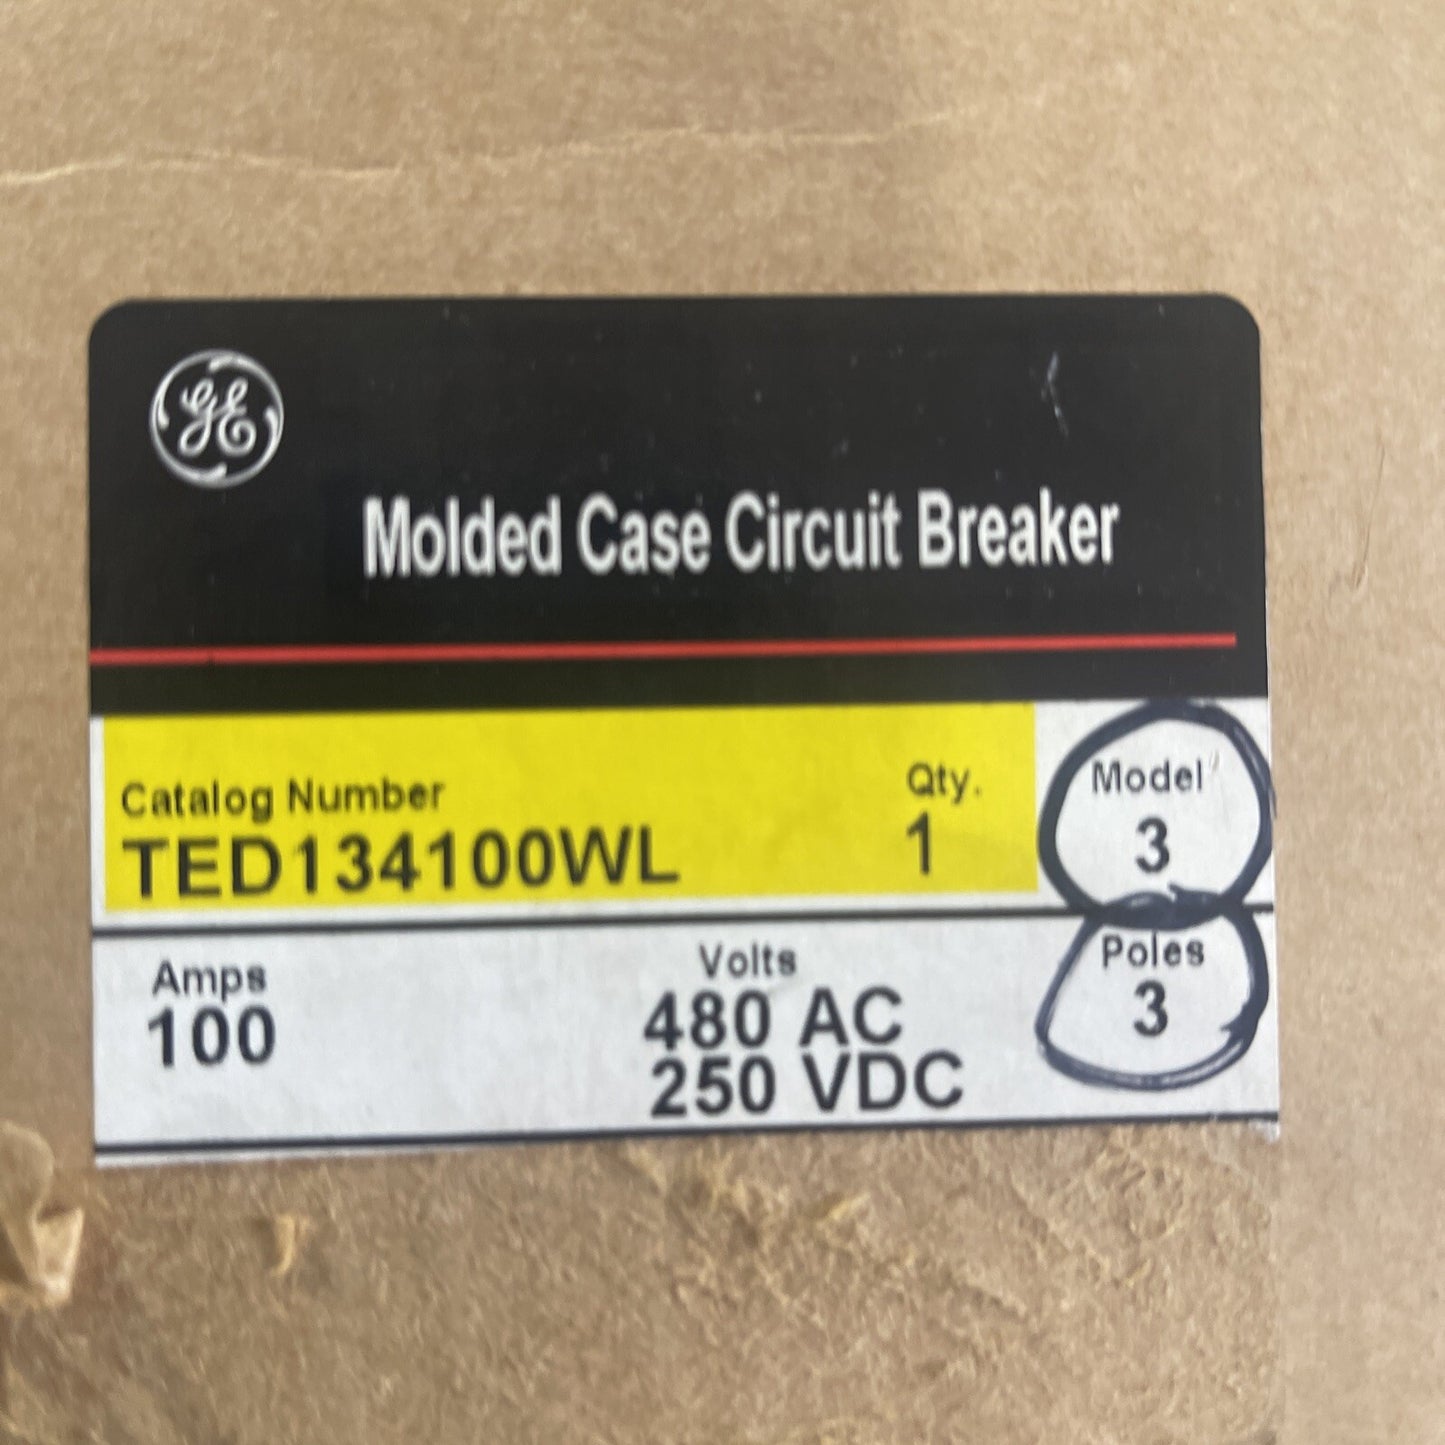 GE
Molded Case Circuit Breaker
Catalog Number Qty. Model
TED134100WL 1 3
Amps Volts Poles
100 480 AC 3
250 VDC